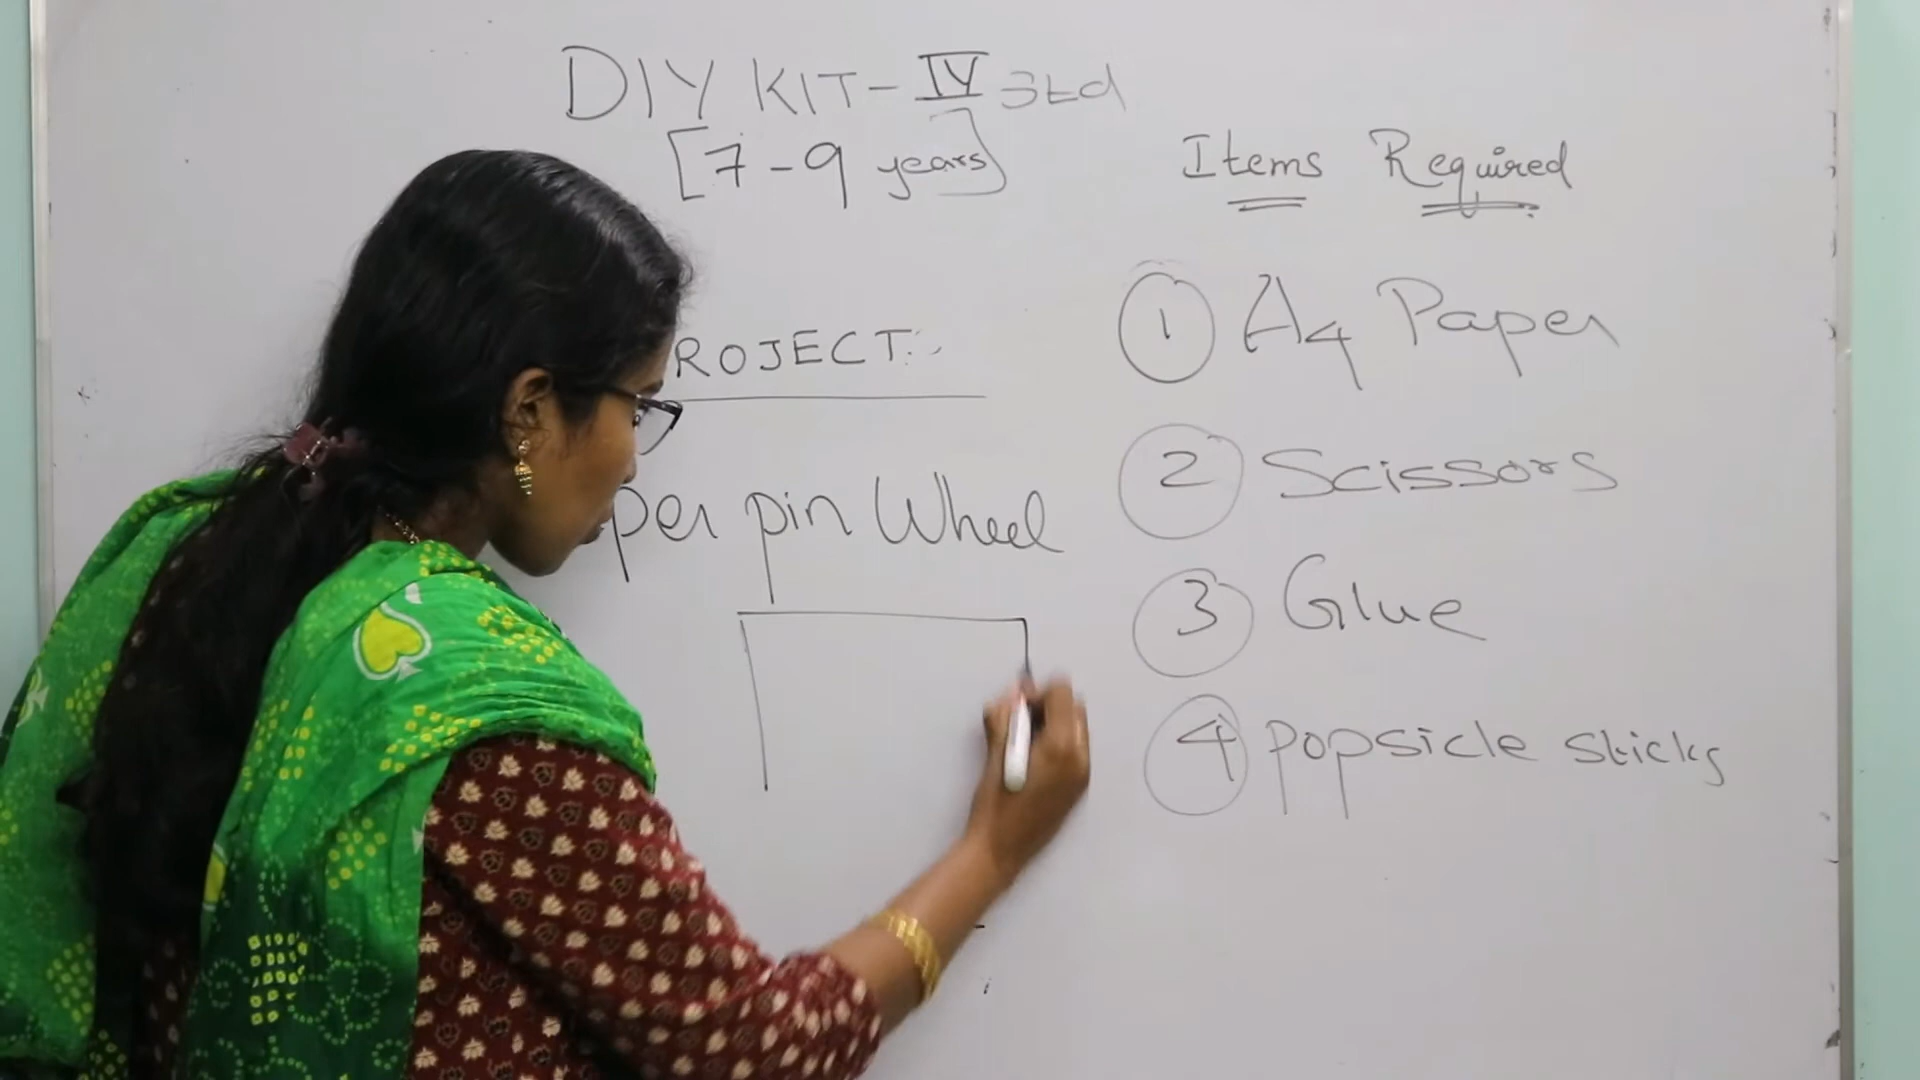 DIY KIT - IV Std
[7-9 years]
ROJECT:-
per pin Wheel
Items Required
1 A4 Paper
2 Scissors
3 Glue
4 Popsicle sticks